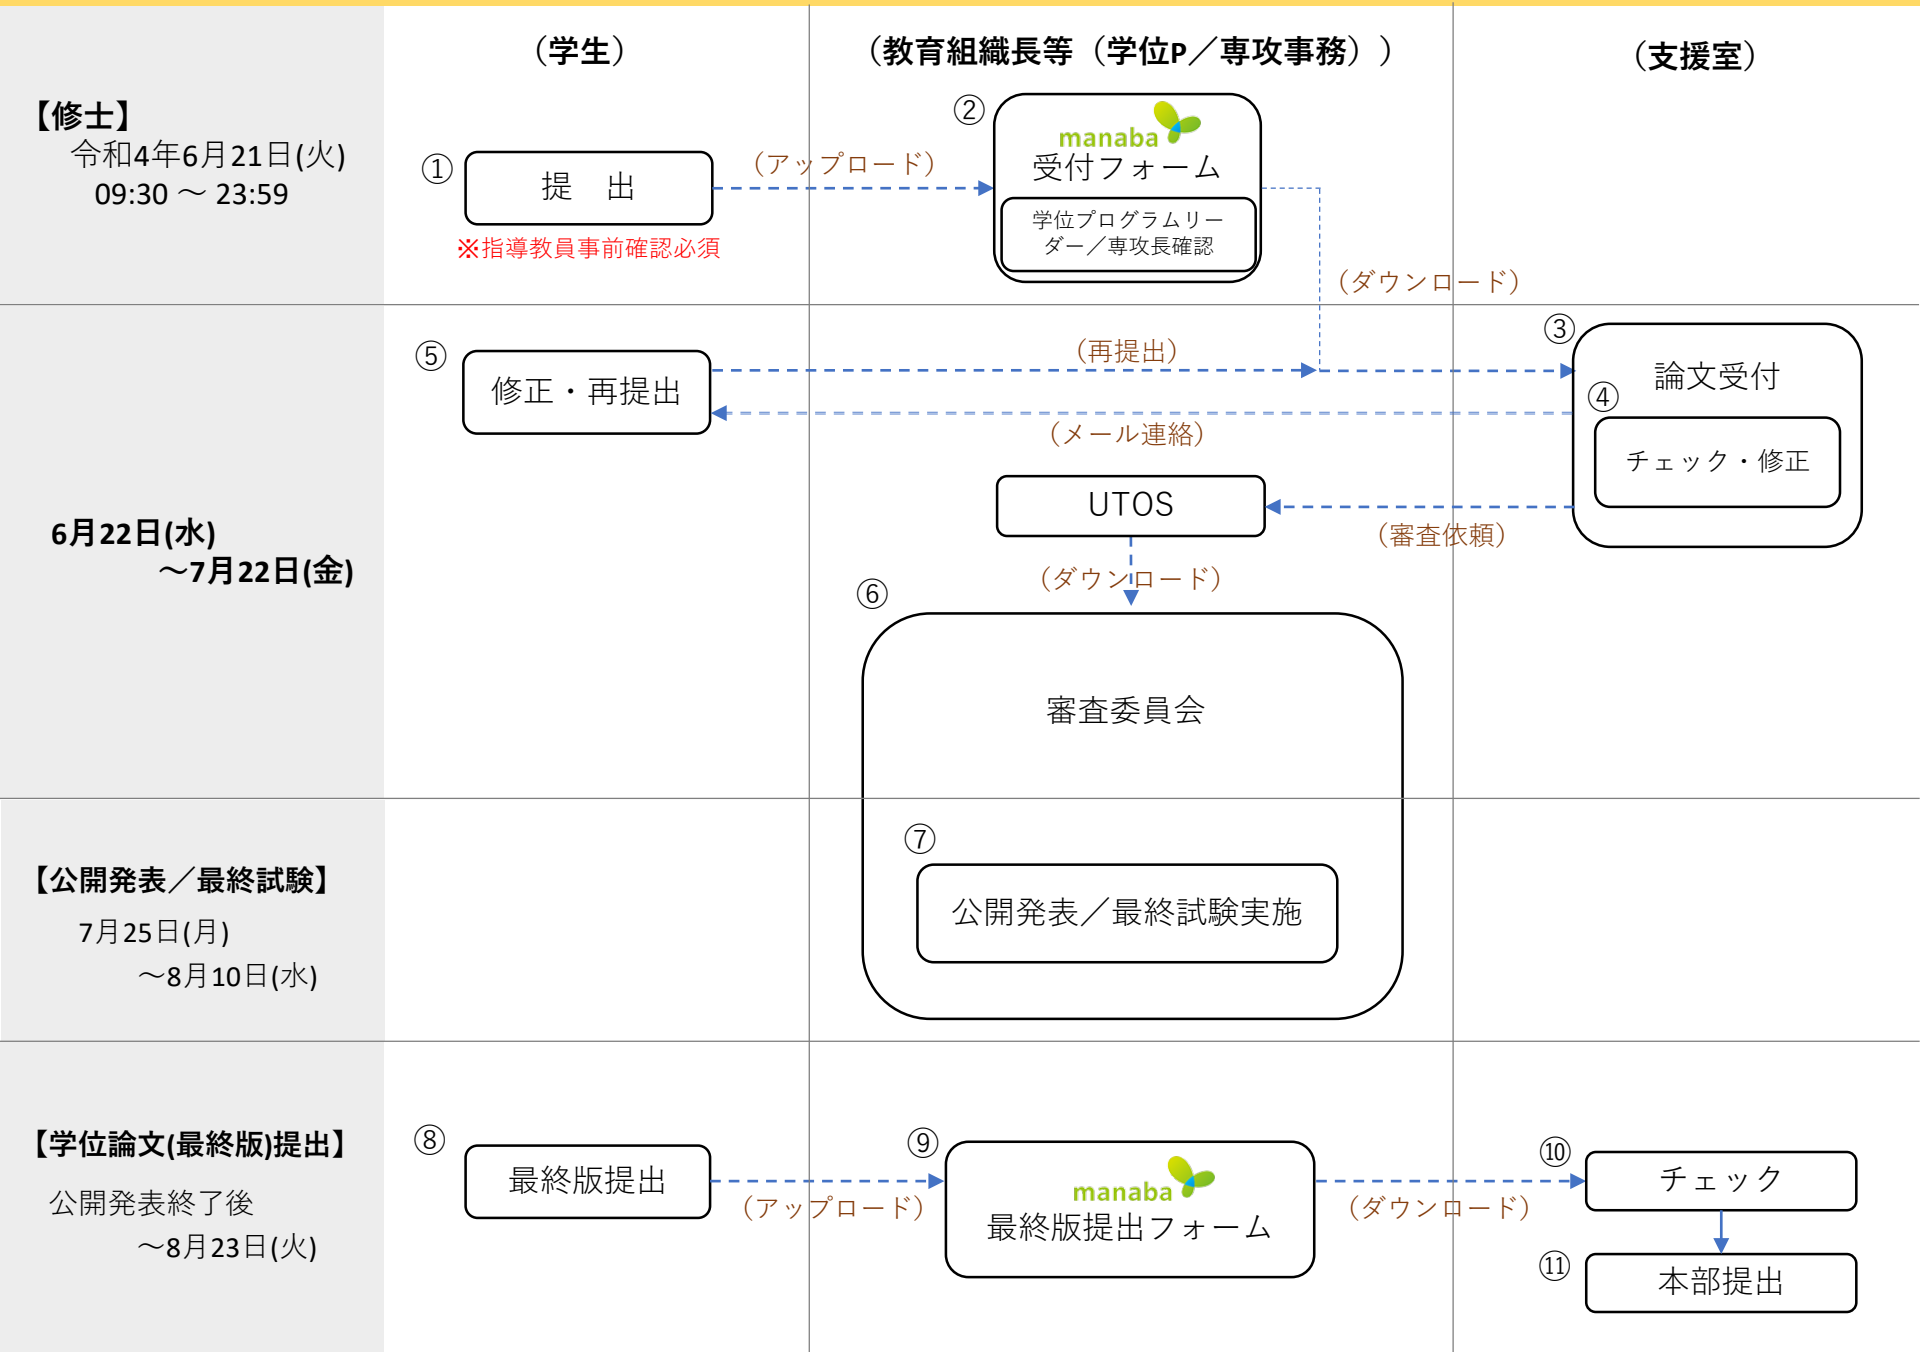 （学生）
（教育組織長等（学位P／専攻事務））
（支援室）
【修士】
令和4年6月21日(火)
09:30 ～ 23:59
①
提　出
※指導教員事前確認必須
（アップロード）
②
manaba
受付フォーム
学位プログラムリー
ダー／専攻長確認
（ダウンロード）
6月22日(水)
～7月22日(金)
⑤
修正・再提出
（再提出）
（メール連絡）
③
論文受付
④
チェック・修正
UTOS
（審査依頼）
（ダウンロード）
⑥
審査委員会
【公開発表／最終試験】
7月25日(月)
～8月10日(水)
⑦
公開発表／最終試験実施
【学位論文(最終版)提出】
公開発表終了後
～8月23日(火)
⑧
最終版提出
（アップロード）
⑨
manaba
最終版提出フォーム
（ダウンロード）
⑩
チェック
⑪
本部提出